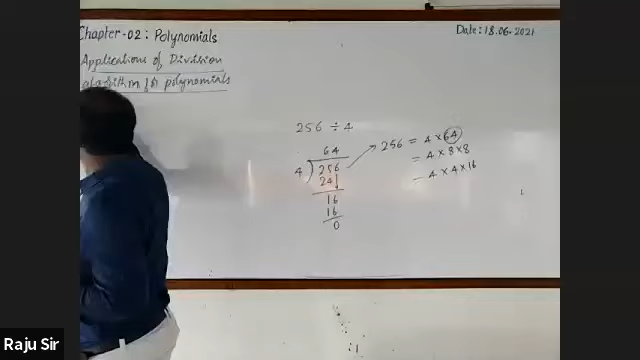 Chapter-02: Polynomials
Date: 18.06.2021
Applications of Division
algorithm for polynomials
256 ÷ 4
64
4) 256
24
16
16
0
256 = 4 × 64
= 4 × 8 × 8
= 4 × 4 × 16
Raju Sir